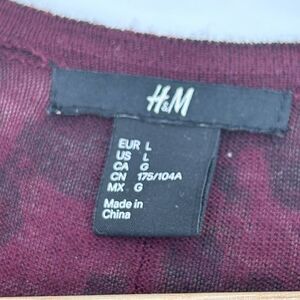 H&M
EUR L
US L
CA G
CN 175/104A
MX G
Made in
China